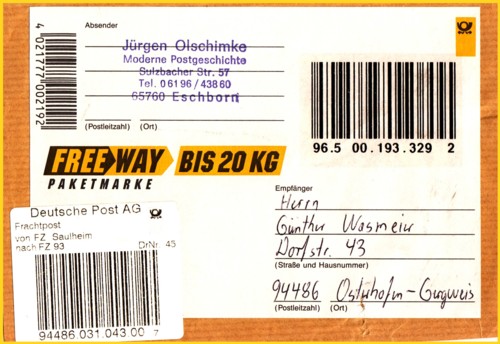 Absender
Jürgen Olschimke
Moderne Postgeschichte
Sulzbacher Str. 57
Tel. 06196/43860
65760 Eschborn
(Postleitzahl) (Ort)
4 021777 002192
96.5 00.193.329 2
FREEWAY BIS 20 KG
PAKETMARKE
Empfänger
Herrn
Günther Wasmeier
Dorfstr. 43
(Straße und Hausnummer)
94486 Osterhofen-Gergweis
(Postleitzahl) (Ort)
Deutsche Post AG
Frachtpost
von FZ Saulheim
nach FZ 93 DrNr. 45
94486.031.043 00 7